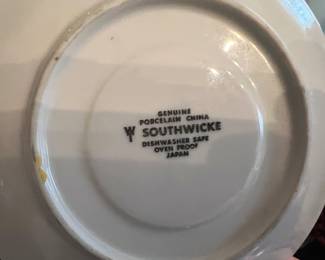 GENUINE
PORCELAIN CHINA
SOUTHWICKE
DISHWASHER SAFE
OVEN PROOF
JAPAN